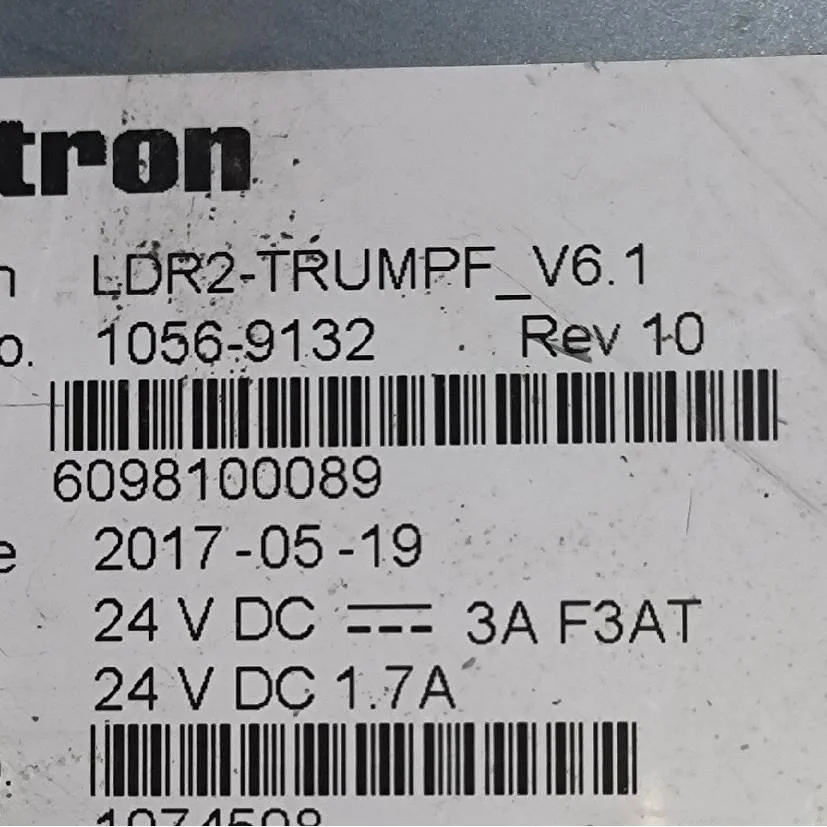 tron
n LDR2-TRUMPF_V6.1
o. 1056-9132 Rev 10
6098100089
e 2017-05-19
24 V DC 3A F3AT
24 V DC 1.7A
1074508